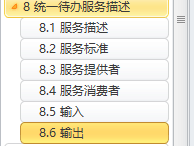 8 统一待办服务描述
8.1 服务描述
8.2 服务标准
8.3 服务提供者
8.4 服务消费者
8.5 输入
8.6 输出